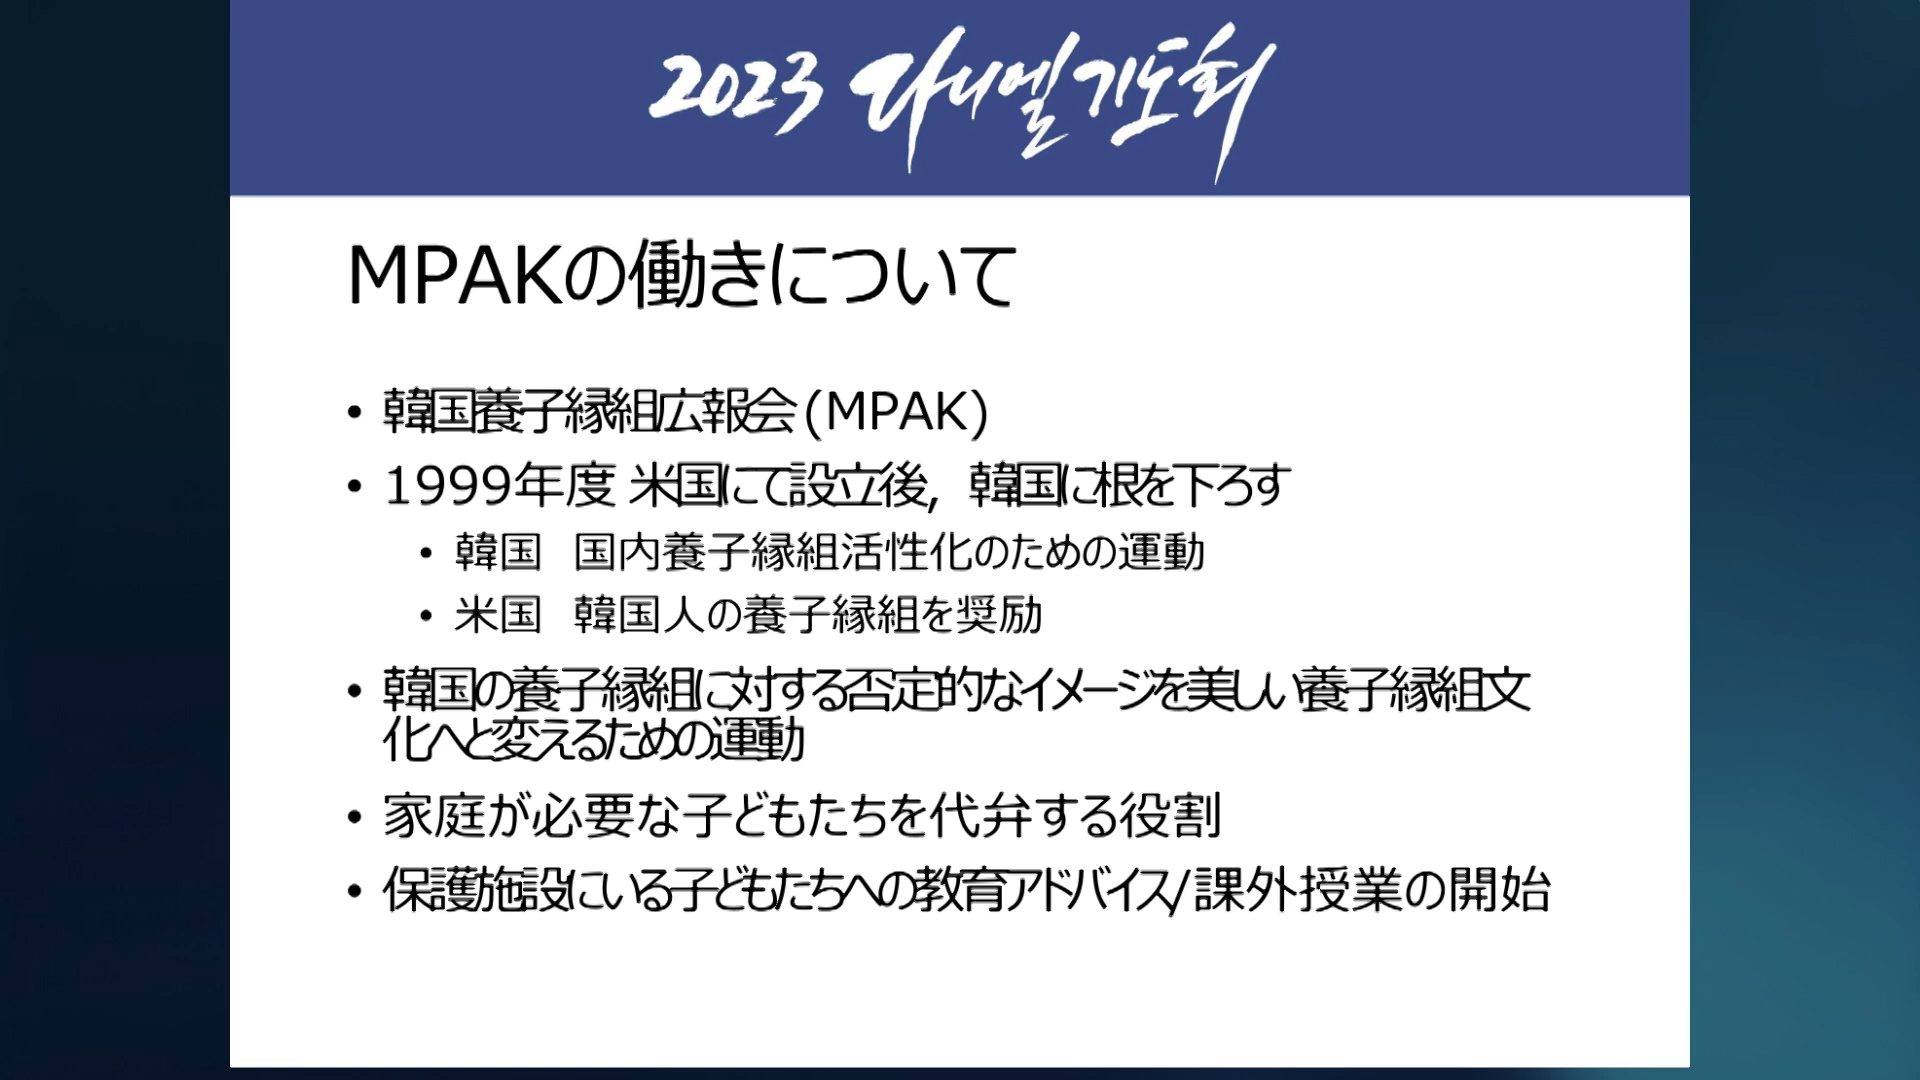 2023 다니엘기도회
MPAKの働きについて
• 韓国養子縁組広報会 (MPAK)
• 1999年度 米国にて設立後, 韓国に根を下ろす
• 韓国　国内養子縁組活性化のための運動
• 米国　韓国人の養子縁組を奨励
• 韓国の養子縁組に対する否定的なイメージを美しい養子縁組文
化へと変えるための運動
• 家庭が必要な子どもたちを代弁する役割
• 保護施設にいる子どもたちへの教育アドバイス/課外授業の開始